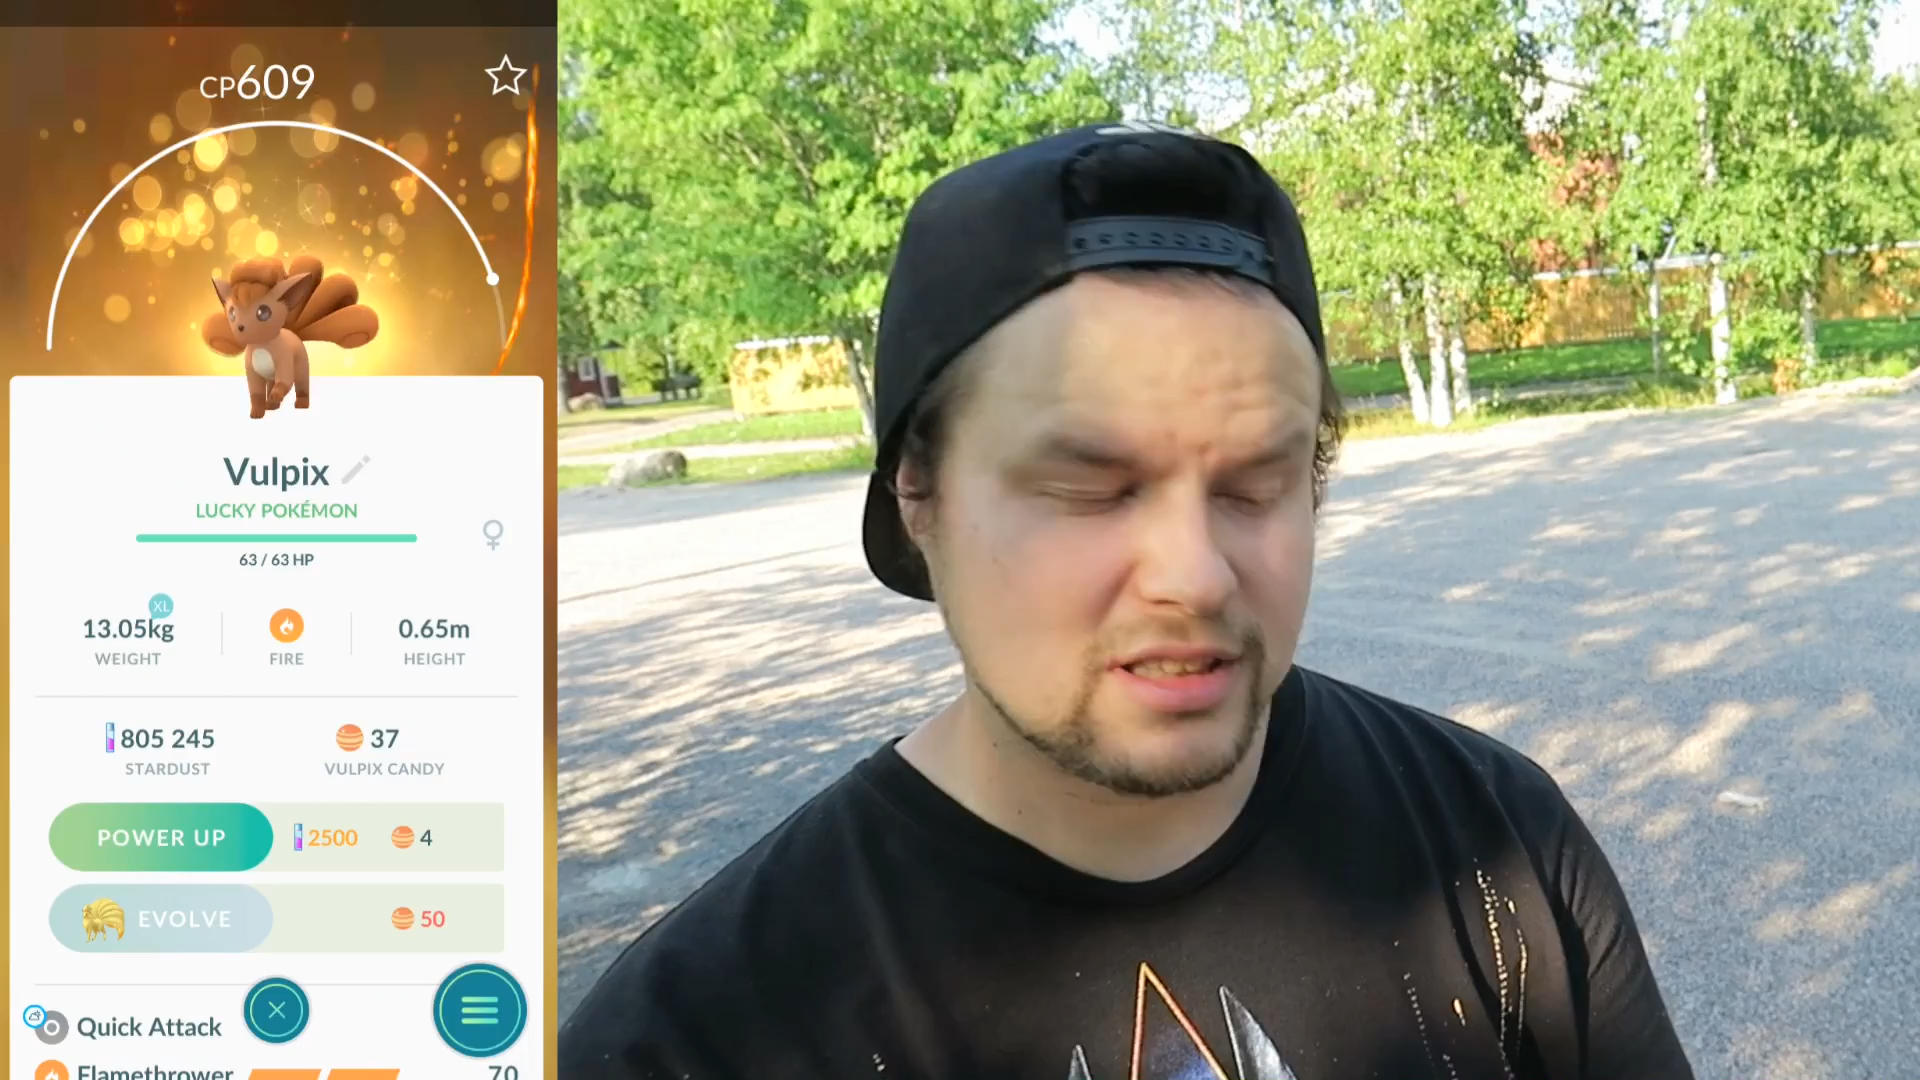 CP609
Vulpix
LUCKY POKÉMON
63 / 63 HP
XL
13.05kg
WEIGHT
FIRE
0.65m
HEIGHT
805 245
STARDUST
37
VULPIX CANDY
POWER UP 2500 4
EVOLVE 50
Quick Attack
Flamethrower 70